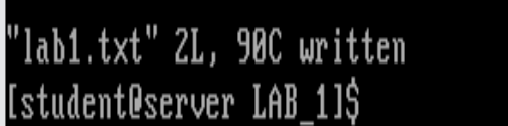 "lab1.txt" 2L, 90C written
[student@server LAB_1]$